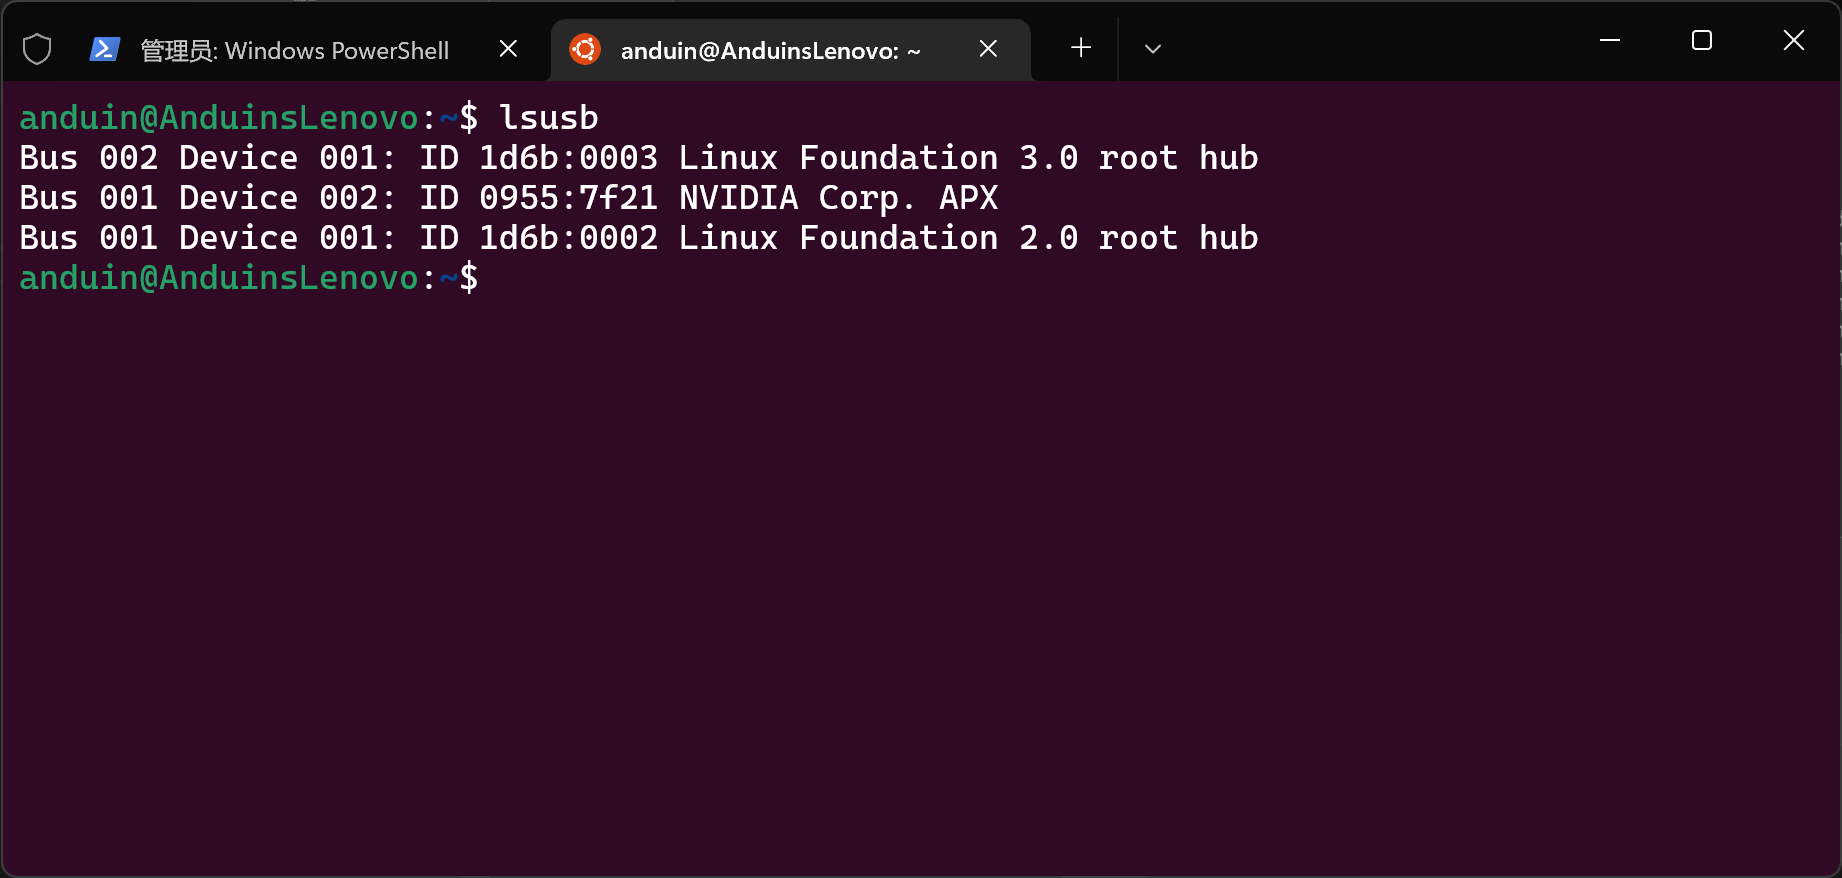 管理员: Windows PowerShell
anduin@AnduinsLenovo: ~
anduin@AnduinsLenovo:~$ lsusb
Bus 002 Device 001: ID 1d6b:0003 Linux Foundation 3.0 root hub
Bus 001 Device 002: ID 0955:7f21 NVIDIA Corp. APX
Bus 001 Device 001: ID 1d6b:0002 Linux Foundation 2.0 root hub
anduin@AnduinsLenovo:~$